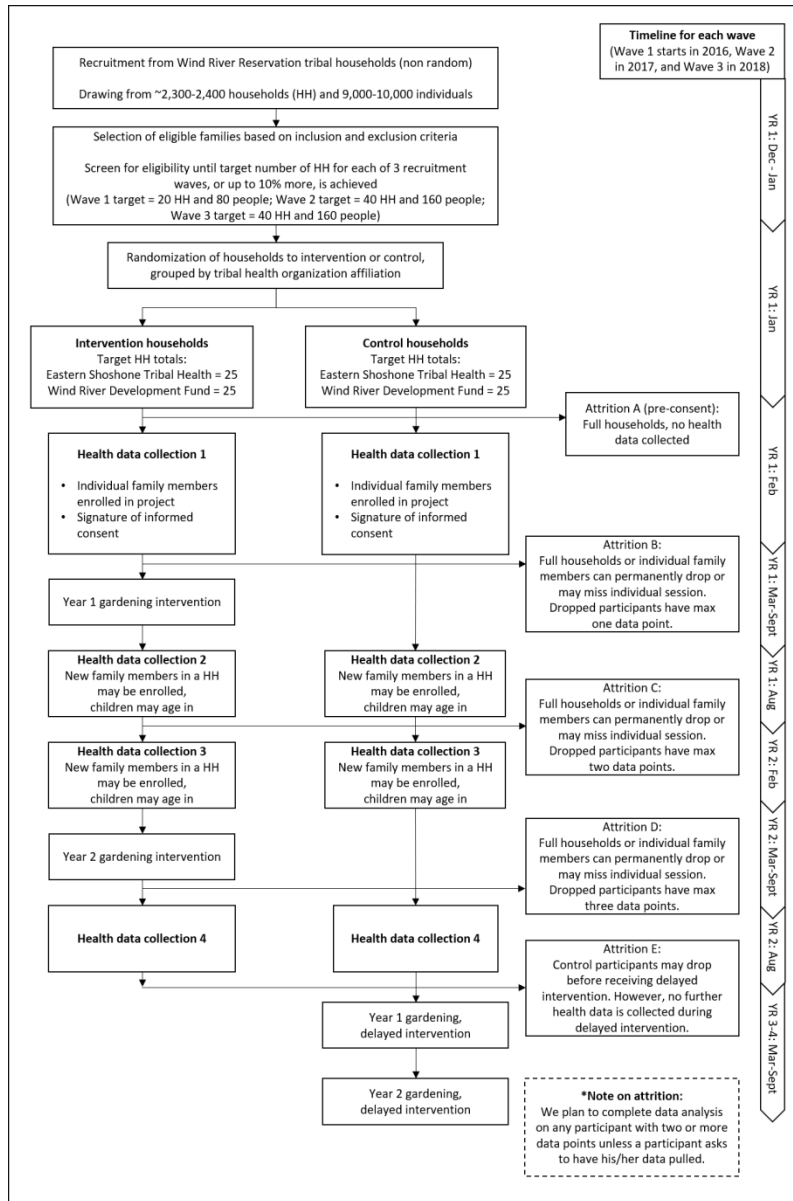 Recruitment from Wind River Reservation tribal households (non random)
Drawing from ~2,300-2,400 households (HH) and 9,000-10,000 individuals
Timeline for each wave
(Wave 1 starts in 2016, Wave 2
in 2017, and Wave 3 in 2018)
Selection of eligible families based on inclusion and exclusion criteria
Screen for eligibility until target number of HH for each of 3 recruitment
waves, or up to 10% more, is achieved
(Wave 1 target = 20 HH and 80 people; Wave 2 target = 40 HH and 160 people;
Wave 3 target = 40 HH and 160 people)
YR 1: Dec - Jan
Randomization of households to intervention or control,
grouped by tribal health organization affiliation
YR 1: Jan
Intervention households
Target HH totals:
Eastern Shoshone Tribal Health = 25
Wind River Development Fund = 25
Control households
Target HH totals:
Eastern Shoshone Tribal Health = 25
Wind River Development Fund = 25
Attrition A (pre-consent):
Full households, no health
data collected
Health data collection 1
• Individual family members
enrolled in project
• Signature of informed
consent
Health data collection 1
• Individual family members
enrolled in project
• Signature of informed
consent
YR 1: Feb
Attrition B:
Full households or individual family
members can permanently drop or
may miss individual session.
Dropped participants have max
one data point.
Year 1 gardening intervention
YR 1: Mar-Sept
Health data collection 2
New family members in a HH
may be enrolled,
children may age in
Health data collection 2
New family members in a HH
may be enrolled,
children may age in
YR 1: Aug
Attrition C:
Full households or individual family
members can permanently drop or
may miss individual session.
Dropped participants have max
two data points.
Health data collection 3
New family members in a HH
may be enrolled,
children may age in
Health data collection 3
New family members in a HH
may be enrolled,
children may age in
YR 2: Feb
Year 2 gardening intervention
Attrition D:
Full households or individual family
members can permanently drop or
may miss individual session.
Dropped participants have max
three data points.
YR 2: Mar-Sept
Health data collection 4
Health data collection 4
YR 2: Aug
Attrition E:
Control participants may drop
before receiving delayed
intervention. However, no further
health data is collected during
delayed intervention.
Year 1 gardening,
delayed intervention
YR 3-4: Mar-Sept
Year 2 gardening,
delayed intervention
*Note on attrition:
We plan to complete data analysis
on any participant with two or more
data points unless a participant asks
to have his/her data pulled.